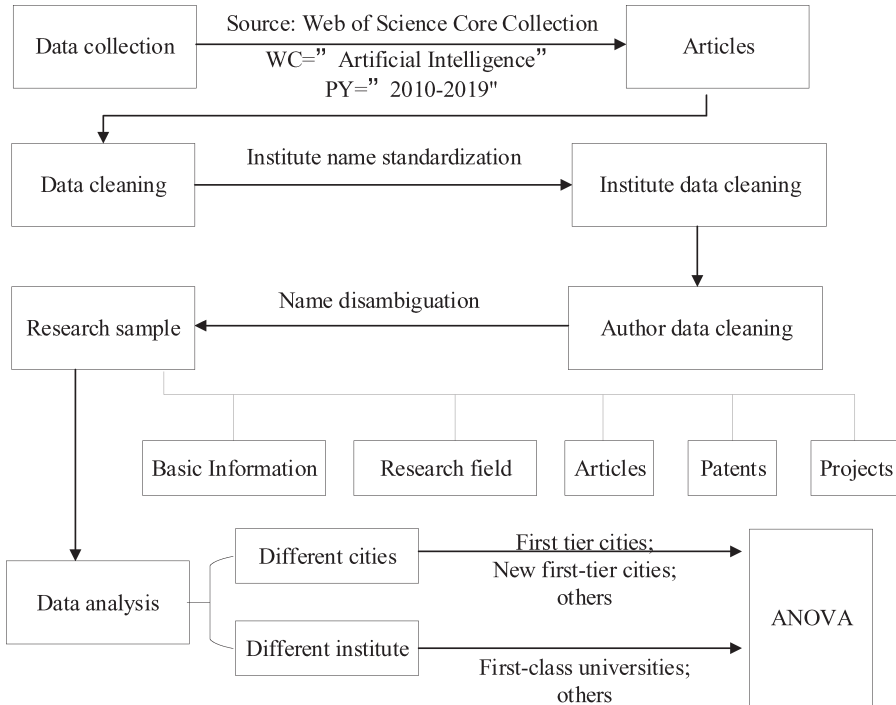 Data collection
Source: Web of Science Core Collection
WC=” Artificial Intelligence”
PY=” 2010-2019"
Articles
Data cleaning
Institute name standardization
Institute data cleaning
Research sample
Name disambiguation
Author data cleaning
Basic Information
Research field
Articles
Patents
Projects
Data analysis
Different cities
First tier cities;
New first-tier cities;
others
Different institute
First-class universities;
others
ANOVA